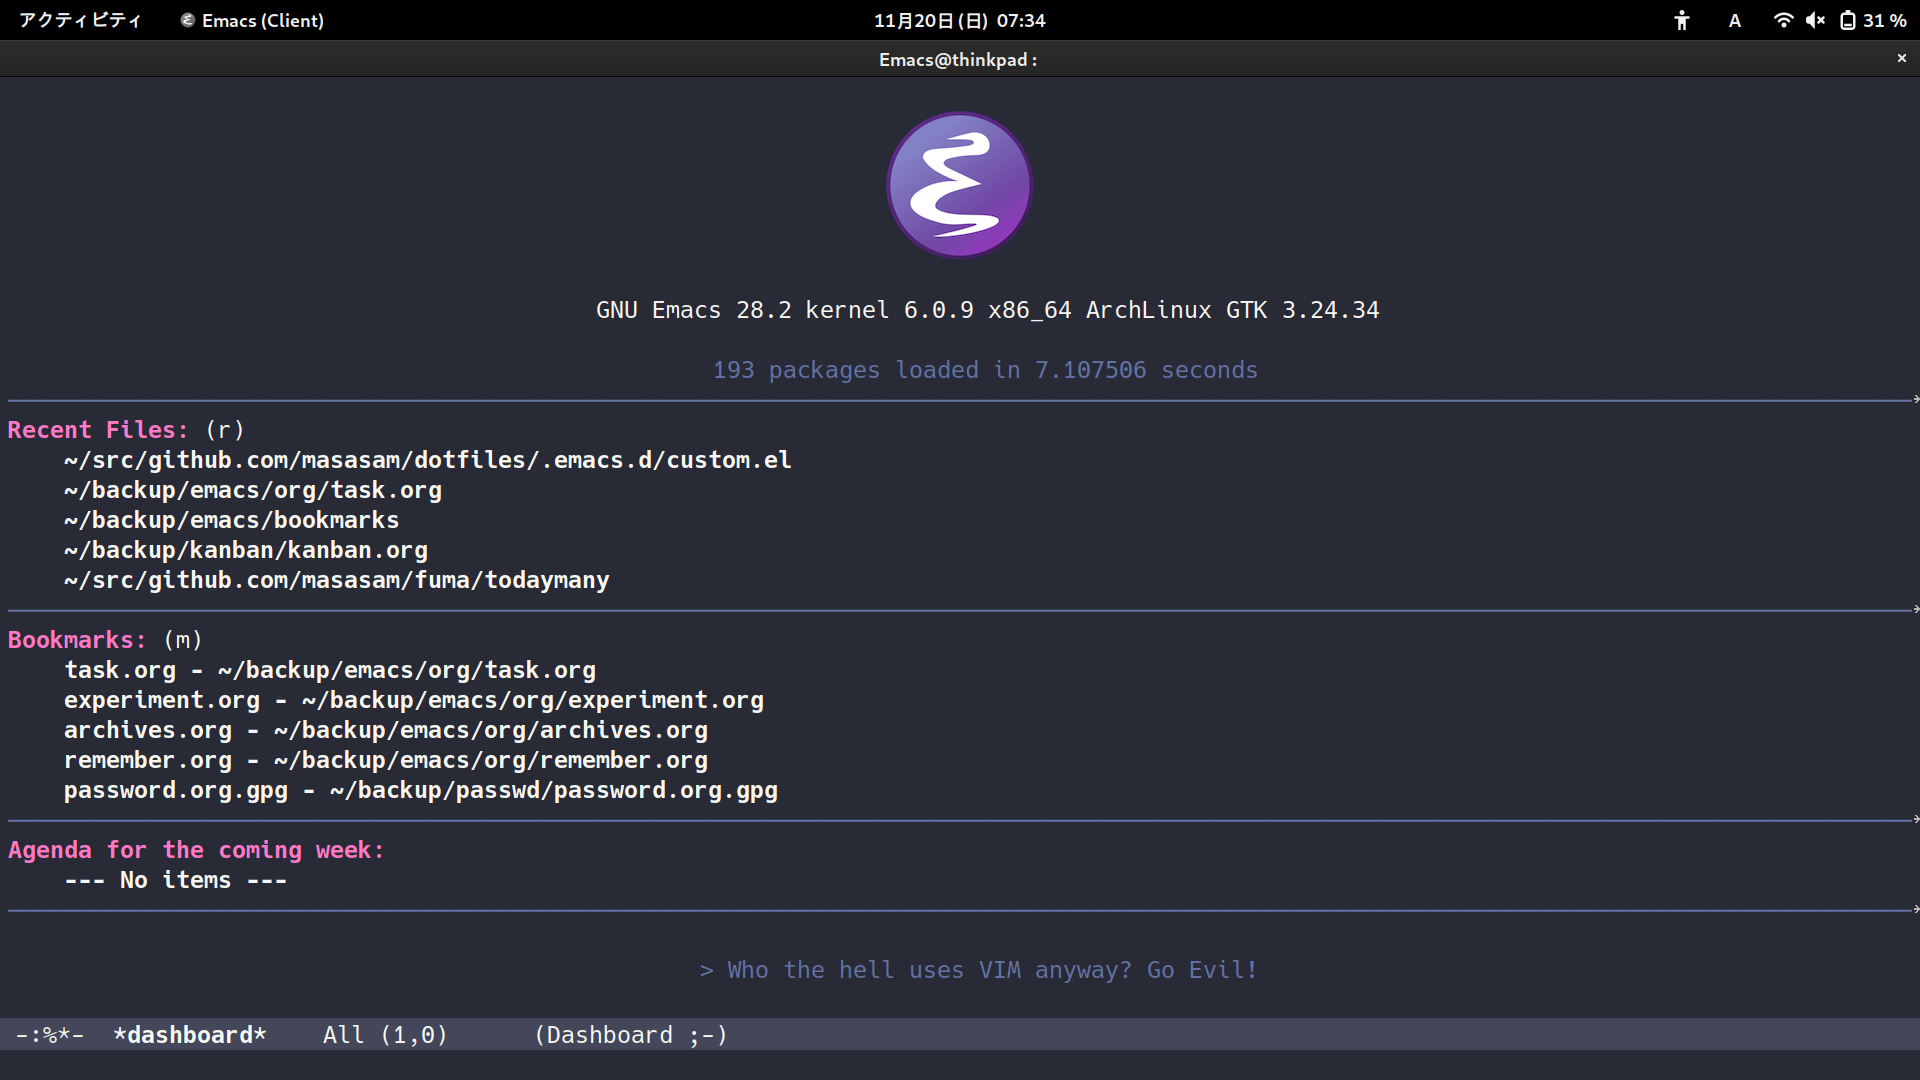 アクティビティ Emacs (Client) 11月20日 (日) 07:34 A 31 %
Emacs@thinkpad :
GNU Emacs 28.2 kernel 6.0.9 x86_64 ArchLinux GTK 3.24.34
193 packages loaded in 7.107506 seconds
Recent Files: (r)
~/src/github.com/masasam/dotfiles/.emacs.d/custom.el
~/backup/emacs/org/task.org
~/backup/emacs/bookmarks
~/backup/kanban/kanban.org
~/src/github.com/masasam/fuma/todaymany
Bookmarks: (m)
task.org - ~/backup/emacs/org/task.org
experiment.org - ~/backup/emacs/org/experiment.org
archives.org - ~/backup/emacs/org/archives.org
remember.org - ~/backup/emacs/org/remember.org
password.org.gpg - ~/backup/passwd/password.org.gpg
Agenda for the coming week:
--- No items ---
> Who the hell uses VIM anyway? Go Evil!
-:%*- *dashboard* All (1,0) (Dashboard ;-)